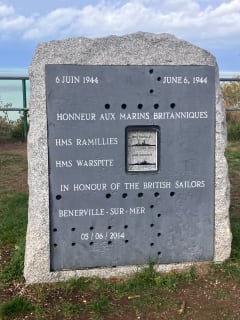 6 JUIN 1944 JUNE 6, 1944
HONNEUR AUX MARINS BRITANNIQUES
HMS RAMILLIES
HMS WARSPITE
IN HONOUR OF THE BRITISH SAILORS
BENERVILLE-SUR-MER
05/06/2014